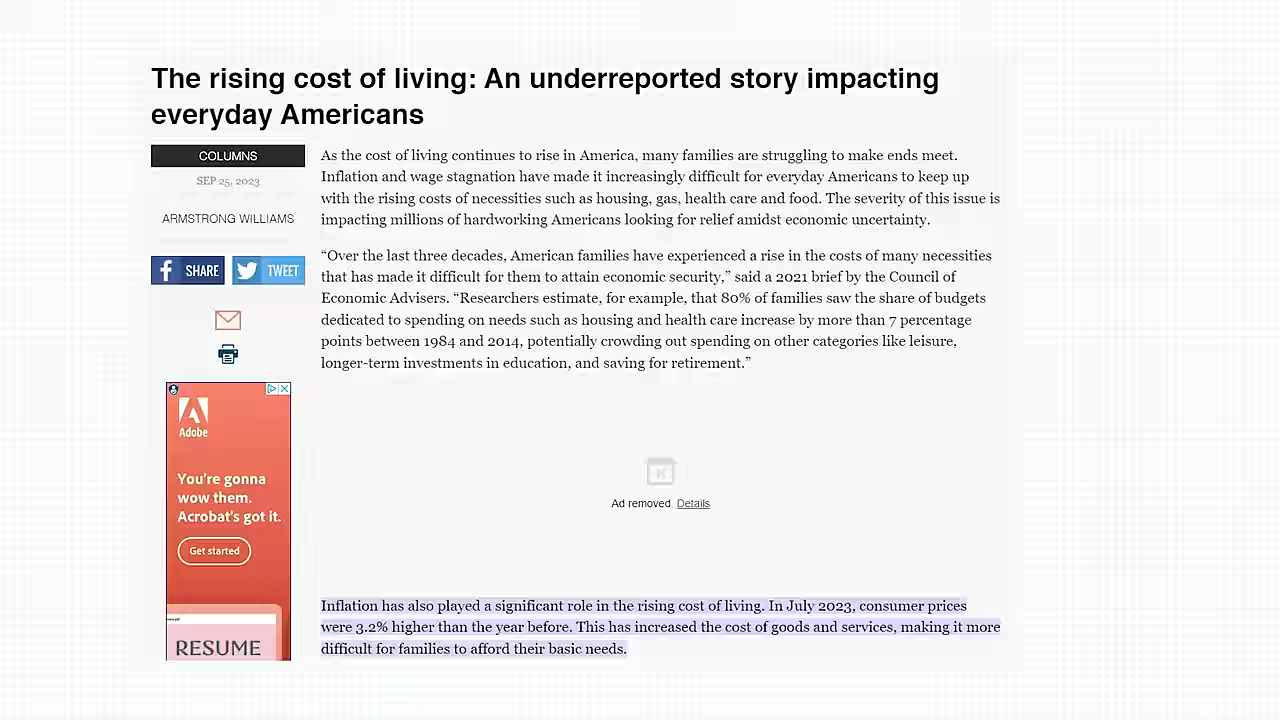 The rising cost of living: An underreported story impacting
everyday Americans
COLUMNS
SEP 25, 2023
ARMSTRONG WILLIAMS
SHARE
TWEET
As the cost of living continues to rise in America, many families are struggling to make ends meet.
Inflation and wage stagnation have made it increasingly difficult for everyday Americans to keep up
with the rising costs of necessities such as housing, gas, health care and food. The severity of this issue is
impacting millions of hardworking Americans looking for relief amidst economic uncertainty.
“Over the last three decades, American families have experienced a rise in the costs of many necessities
that has made it difficult for them to attain economic security,” said a 2021 brief by the Council of
Economic Advisers. “Researchers estimate, for example, that 80% of families saw the share of budgets
dedicated to spending on needs such as housing and health care increase by more than 7 percentage
points between 1984 and 2014, potentially crowding out spending on other categories like leisure,
longer-term investments in education, and saving for retirement.”
Adobe
You're gonna
wow them.
Acrobat's got it.
Get started
RESUME
Ad removed. Details
Inflation has also played a significant role in the rising cost of living. In July 2023, consumer prices
were 3.2% higher than the year before. This has increased the cost of goods and services, making it more
difficult for families to afford their basic needs.